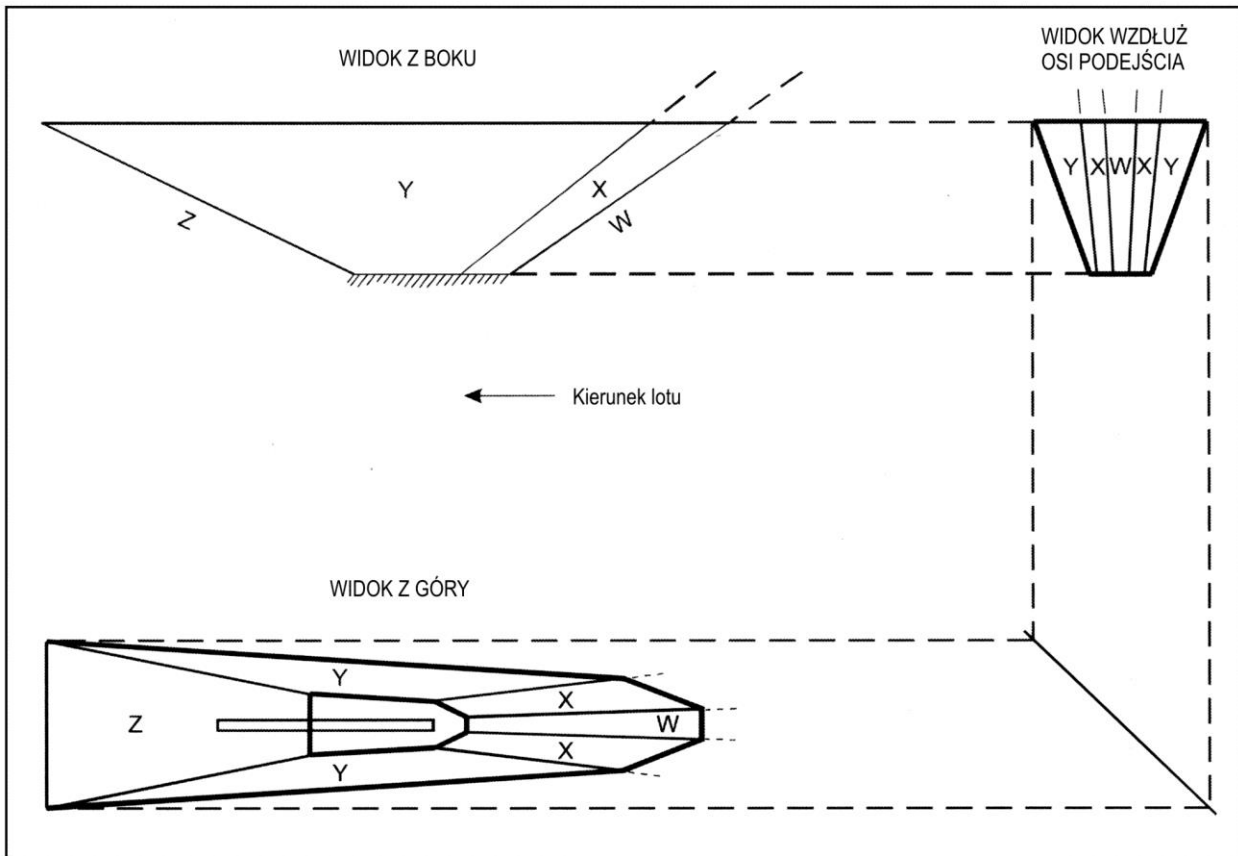 WIDOK Z BOKU
WIDOK WZDŁUŻ
OSI PODEJŚCIA
Y
X
Z
W
Y
X
W
X
Y
Kierunek lotu
WIDOK Z GÓRY
Y
X
Z
W
X
Y